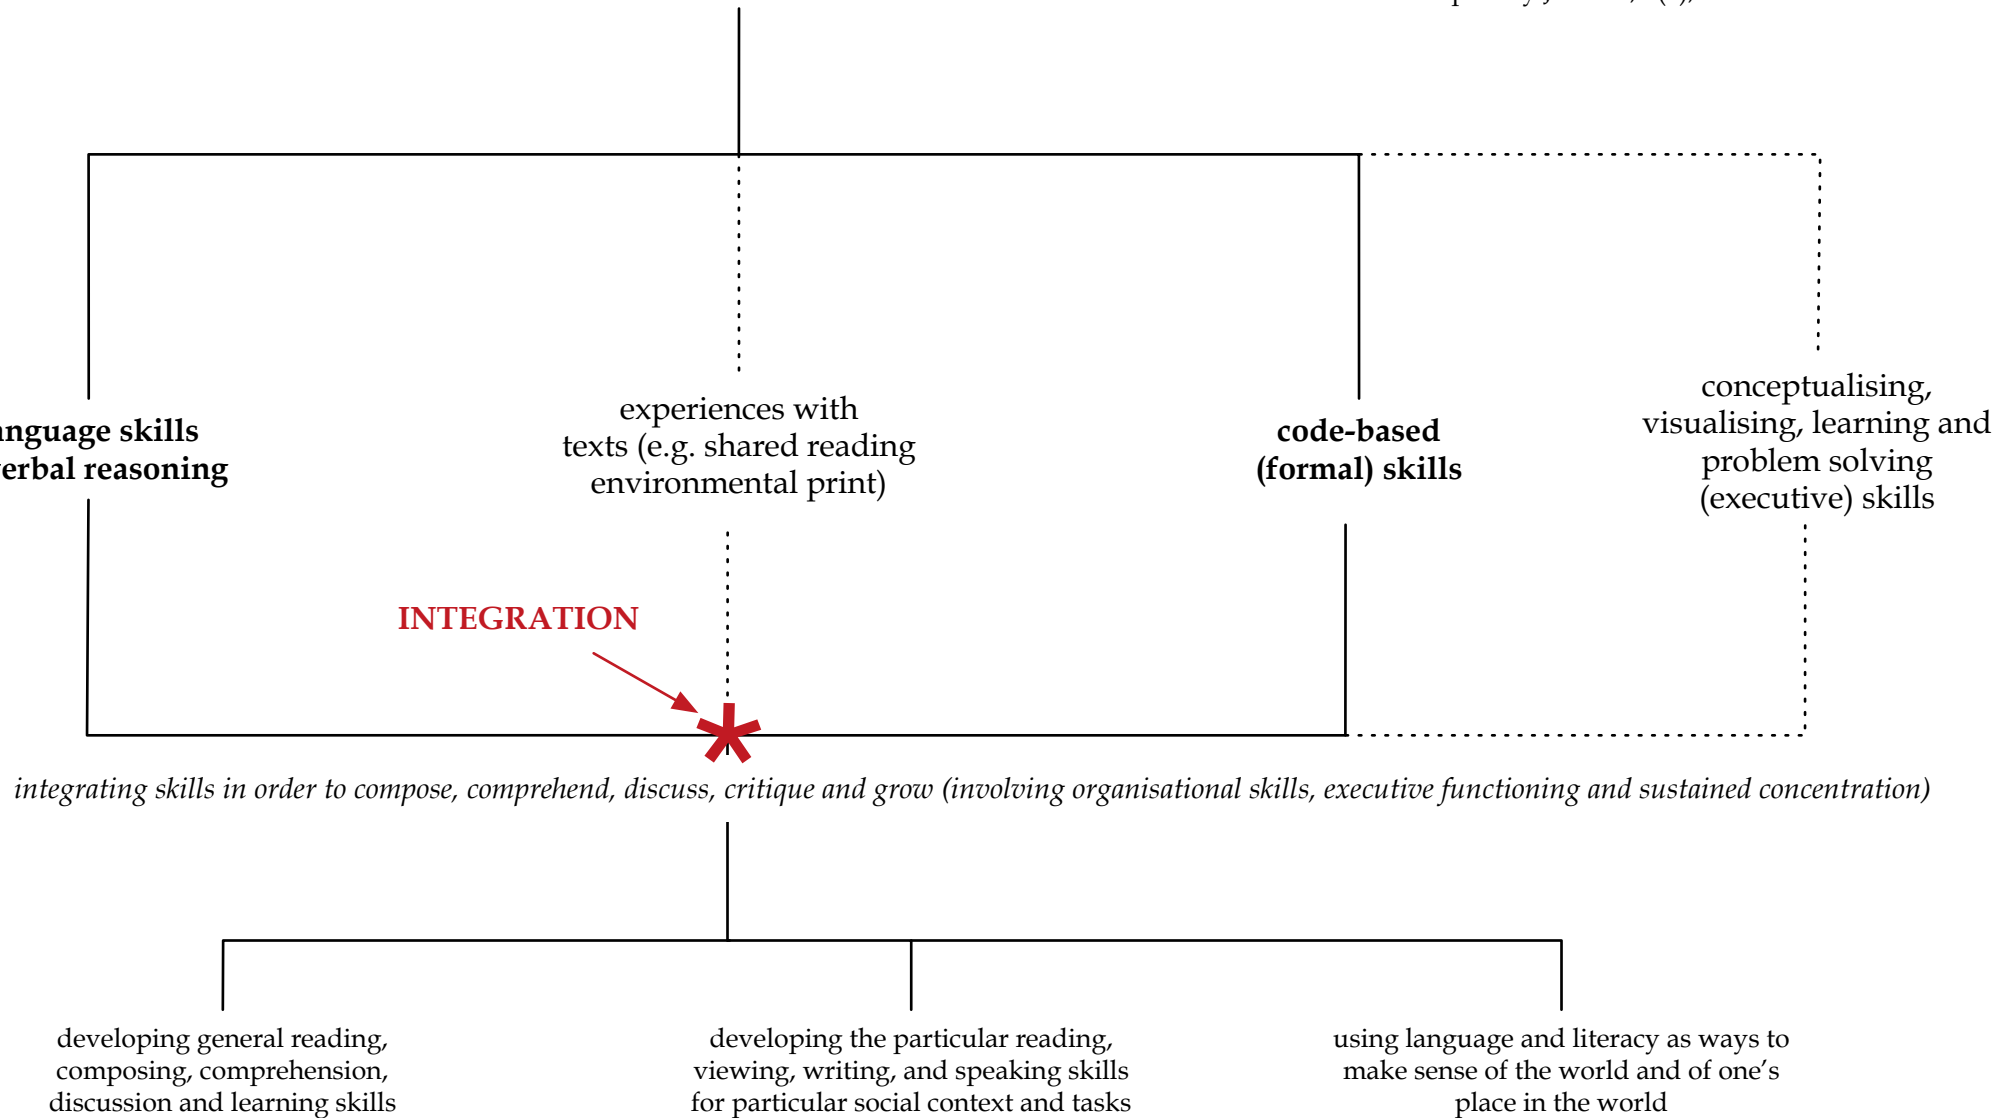 skills
verbal reasoning
experiences with
texts (e.g. shared reading
environmental print)
code-based
(formal) skills
conceptualising,
visualising, learning and
problem solving
(executive) skills
INTEGRATION
integrating skills in order to compose, comprehend, discuss, critique and grow (involving organisational skills, executive functioning and sustained concentration)
developing general reading,
composing, comprehension,
discussion and learning skills
developing the particular reading,
viewing, writing, and speaking skills
for particular social context and tasks
using language and literacy as ways to
make sense of the world and of one's
place in the world